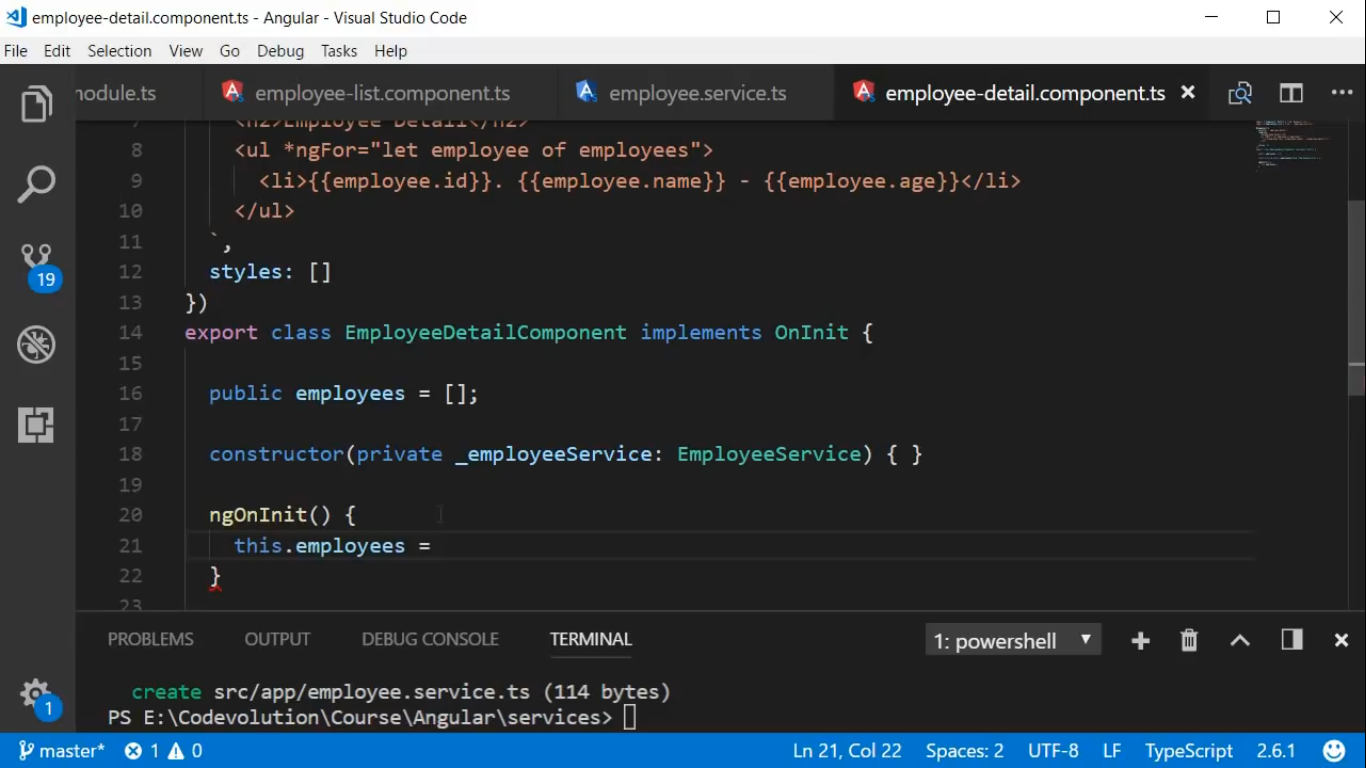 employee-detail.component.ts - Angular - Visual Studio Code
File Edit Selection View Go Debug Tasks Help
module.ts employee-list.component.ts employee.service.ts employee-detail.component.ts
7 <h2>Employee Detail</h2>
8 <ul *ngFor="let employee of employees">
9 <li>{{employee.id}}. {{employee.name}} - {{employee.age}}</li>
10 </ul>
11 `,
12 styles: []
13 })
14 export class EmployeeDetailComponent implements OnInit {
15
16 public employees = [];
17
18 constructor(private _employeeService: EmployeeService) { }
19
20 ngOnInit() {
21 this.employees =
22 }
23
PROBLEMS OUTPUT DEBUG CONSOLE TERMINAL 1: powershell
create src/app/employee.service.ts (114 bytes)
PS E:\Codevolution\Course\Angular\services>
19
1
master* 1 0 Ln 21, Col 22 Spaces: 2 UTF-8 LF TypeScript 2.6.1